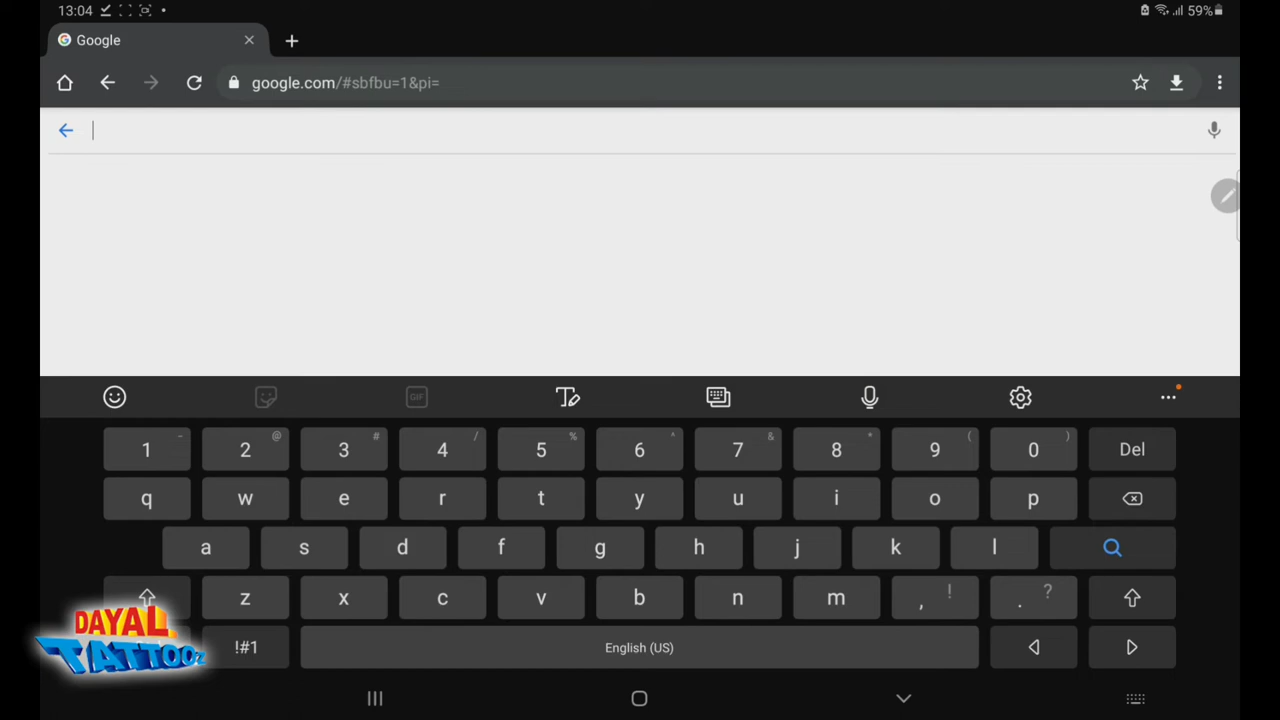 13:04 59%
Google
google.com/#sbfbu=1&pi=
GIF
1 - 2 @ 3 # 4 / 5 % 6 ^ 7 & 8 * 9 ( 0 ) Del
q w e r t y u i o p
a s d f g h j k l
z x c v b n m , ! . ?
!#1 English (US)
DAYAL
TATTOOz